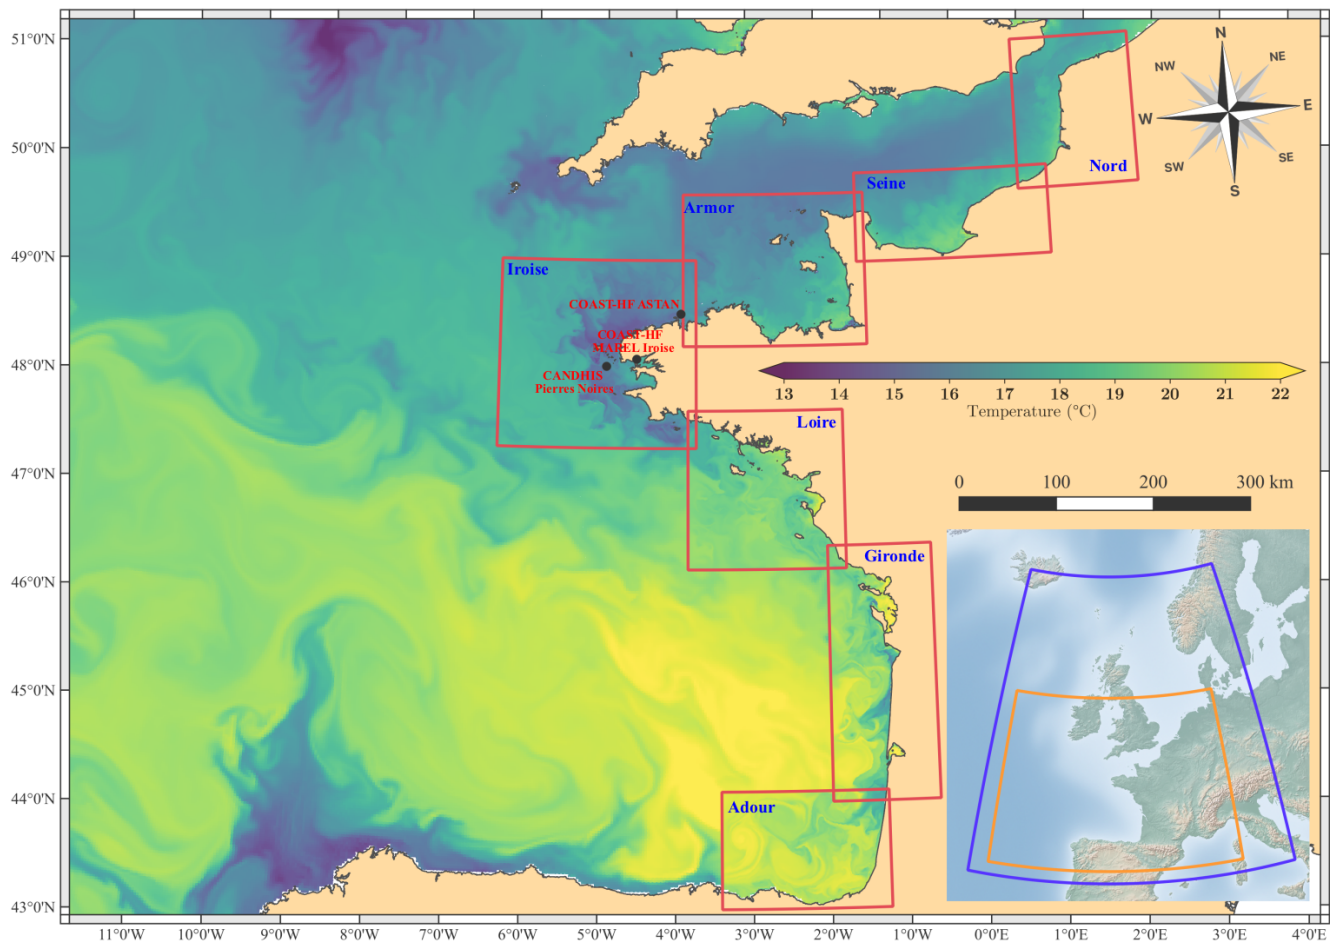 51°0'N
50°0'N
49°0'N
48°0'N
47°0'N
46°0'N
45°0'N
44°0'N
43°0'N
N
NE
E
SE
S
SW
W
NW
Nord
Seine
Armor
Iroise
COAST-HF ASTAN
COAST-HF
MAREL Iroise
CANDHIS
Pierres Noires
13 14 15 16 17 18 19 20 21 22
Temperature (°C)
Loire
0 100 200 300 km
Gironde
Adour
11°0'W 10°0'W 9°0'W 8°0'W 7°0'W 6°0'W 5°0'W 4°0'W 3°0'W 2°0'W 1°0'W 0°0'E 1°0'E 2°0'E 3°0'E 4°0'E